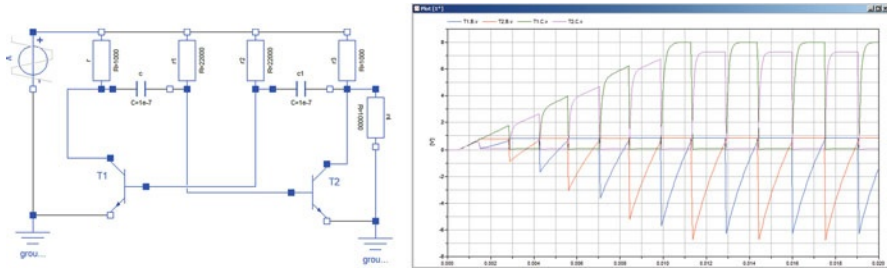 A
+
-
r
R=1000
r1
R=22000
r2
R=22000
r3
R=1000
c
C=1e-7
c1
C=1e-7
r4
R=10000
T1
T2
grou...
grou...
Plot [1*]
T1.B.v T2.B.v T1.C.v T2.C.v
[V]
8
6
4
2
0
-2
-4
-6
-8
0.000 0.002 0.004 0.006 0.008 0.010 0.012 0.014 0.016 0.018 0.020